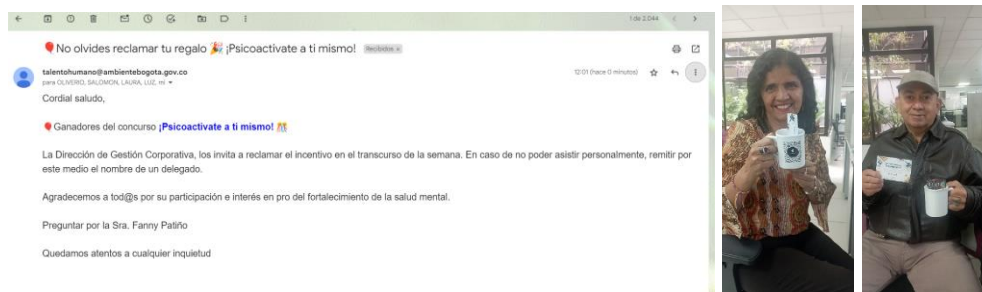 1 de 2,044
No olvides reclamar tu regalo 🎉 ¡Psicoactivate a ti mismo! Recibidos x
talentohumano@ambientebogota.gov.co
para OLIVERIO, SALOMON, LAURA, LUZ, mí
12:01 (hace 0 minutos)
Cordial saludo,
Ganadores del concurso ¡Psicoactivate a ti mismo!
La Dirección de Gestión Corporativa, los invita a reclamar el incentivo en el transcurso de la semana. En caso de no poder asistir personalmente, remitir por
este medio el nombre de un delegado.
Agradecemos a tod@s por su participación e interés en pro del fortalecimiento de la salud mental.
Preguntar por la Sra. Fanny Patiño
Quedamos atentos a cualquier inquietud